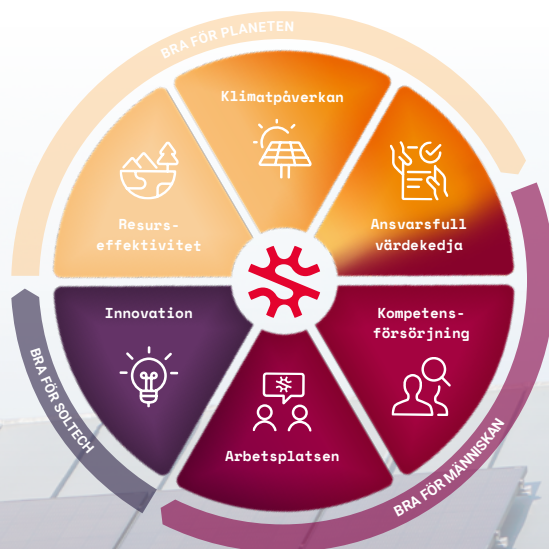 BRA FÖR PLANETEN
Klimatpåverkan
Resurs-
effektivitet
Ansvarsfull
värdekedja
Innovation
Kompetens-
försörjning
Arbetsplatsen
BRA FÖR SOLTECH
BRA FÖR MÄNNISKAN